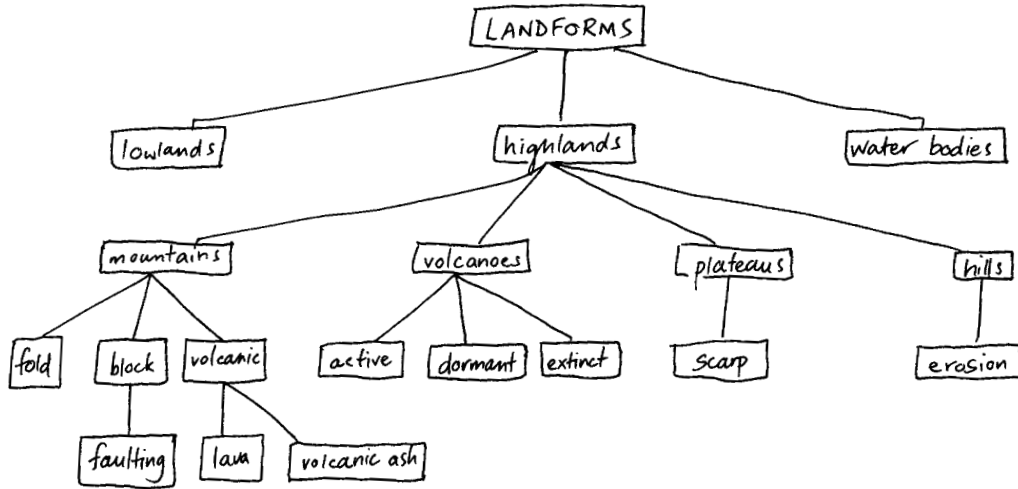 LANDFORMS
lowlands
highlands
water bodies
mountains
volcanoes
plateaus
hills
fold
block
volcanic
active
dormant
extinct
scarp
erosion
faulting
lava
volcanic ash